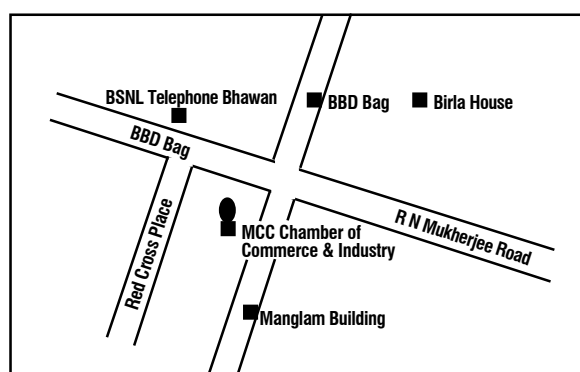 BSNL Telephone Bhawan
BBD Bag
Birla House
BBD Bag
Red Cross Place
MCC Chamber of
Commerce & Industry
R N Mukherjee Road
Manglam Building